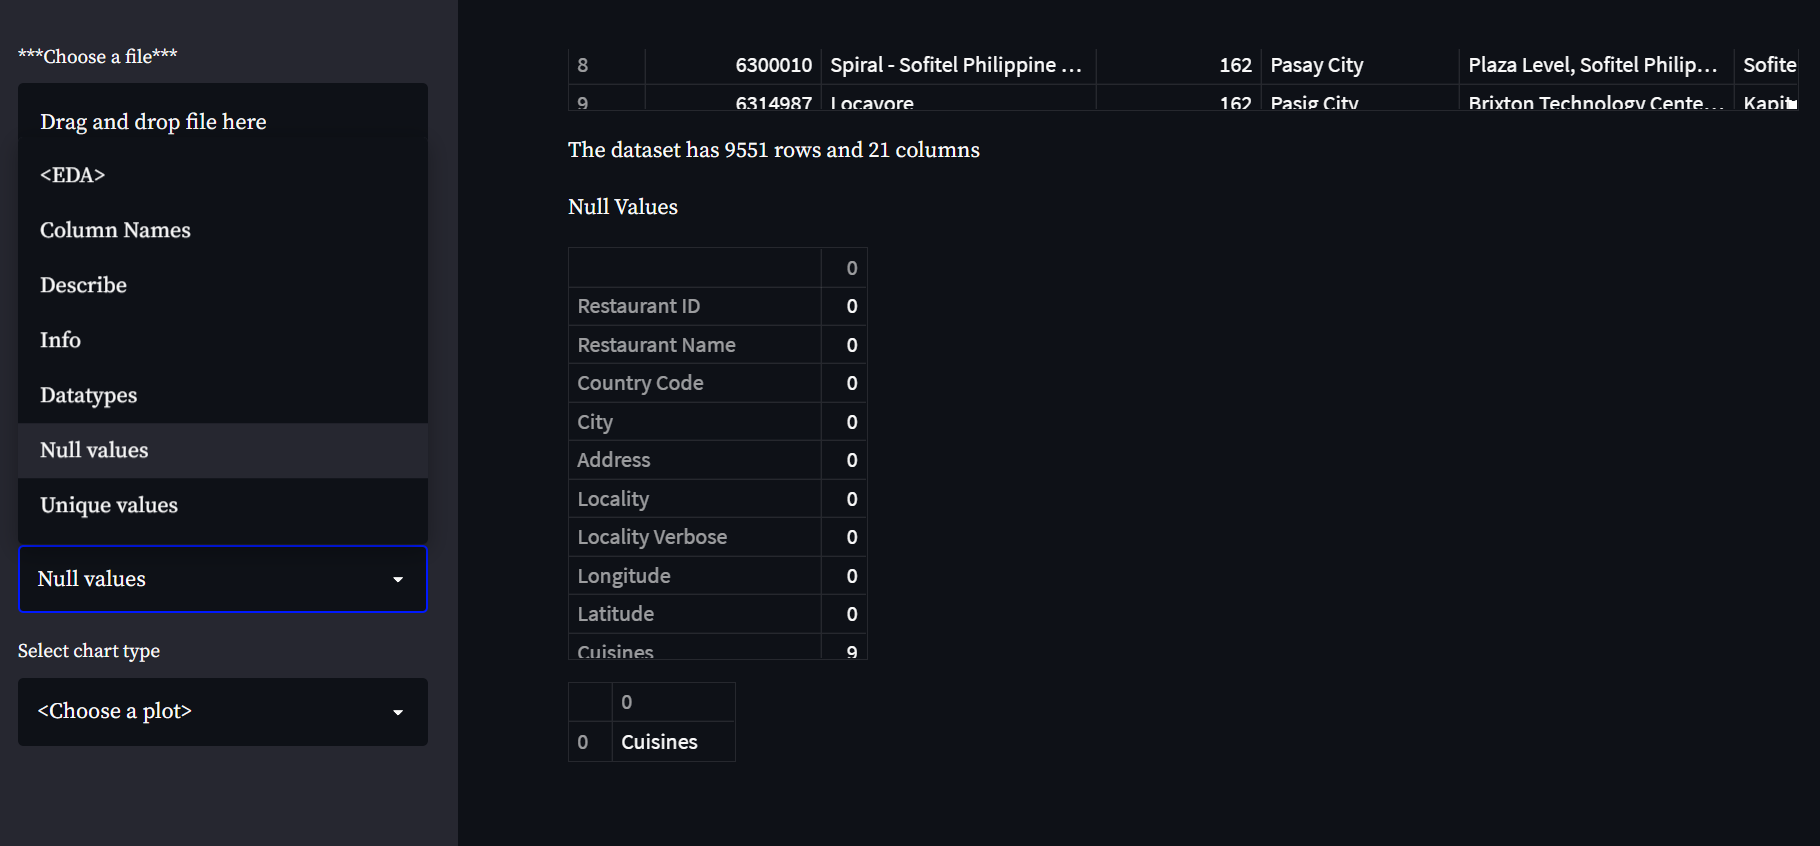 ***Choose a file***
Drag and drop file here
<EDA>
Column Names
Describe
Info
Datatypes
Null values
Unique values
Null values
Select chart type
<Choose a plot>
8 6300010 Spiral - Sofitel Philippine ... 162 Pasay City Plaza Level, Sofitel Philip... Sofite
9 6314987 Locavore 162 Pasig City Brixton Technology Cente... Kapit
The dataset has 9551 rows and 21 columns
Null Values
0
Restaurant ID 0
Restaurant Name 0
Country Code 0
City 0
Address 0
Locality 0
Locality Verbose 0
Longitude 0
Latitude 0
Cuisines 9
0
0 Cuisines